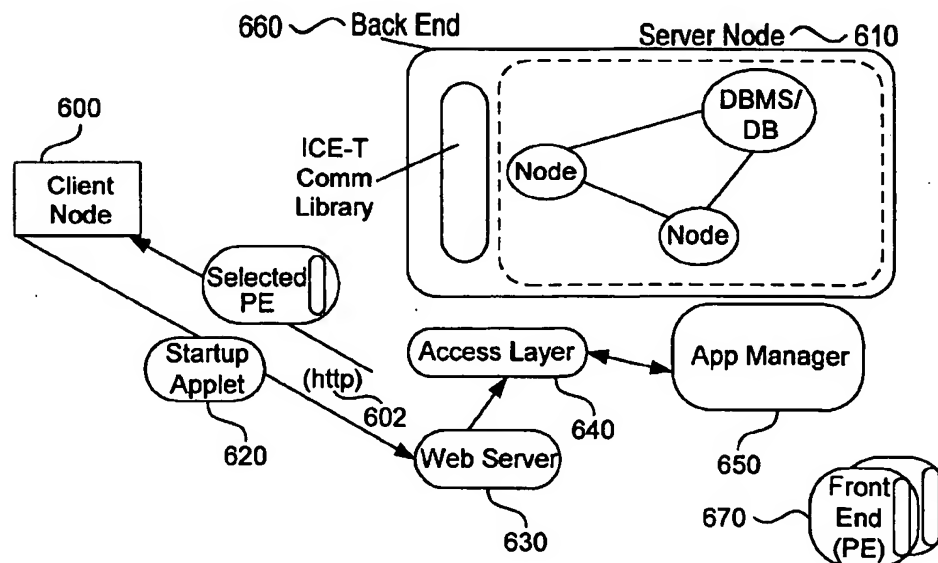 660 Back End
Server Node 610
600
Client
Node
ICE-T
Comm
Library
DBMS/
DB
Node
Node
Selected
PE
Startup
Applet
620
(http)
602
Access Layer
640
App Manager
650
Web Server
630
670
Front
End
(PE)